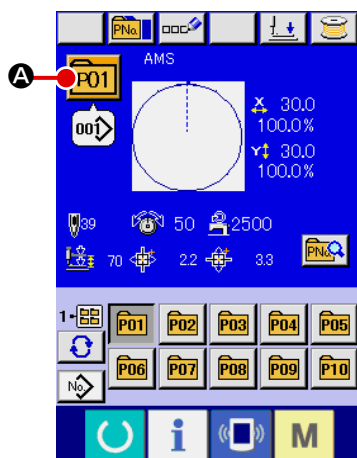 PNo.
A
AMS
P01
001
X 30.0
100.0%
Y 30.0
100.0%
39 50 2500
70 2.2 3.3
PNo.
1- P01 P02 P03 P04 P05
P06 P07 P08 P09 P10
No.
i M